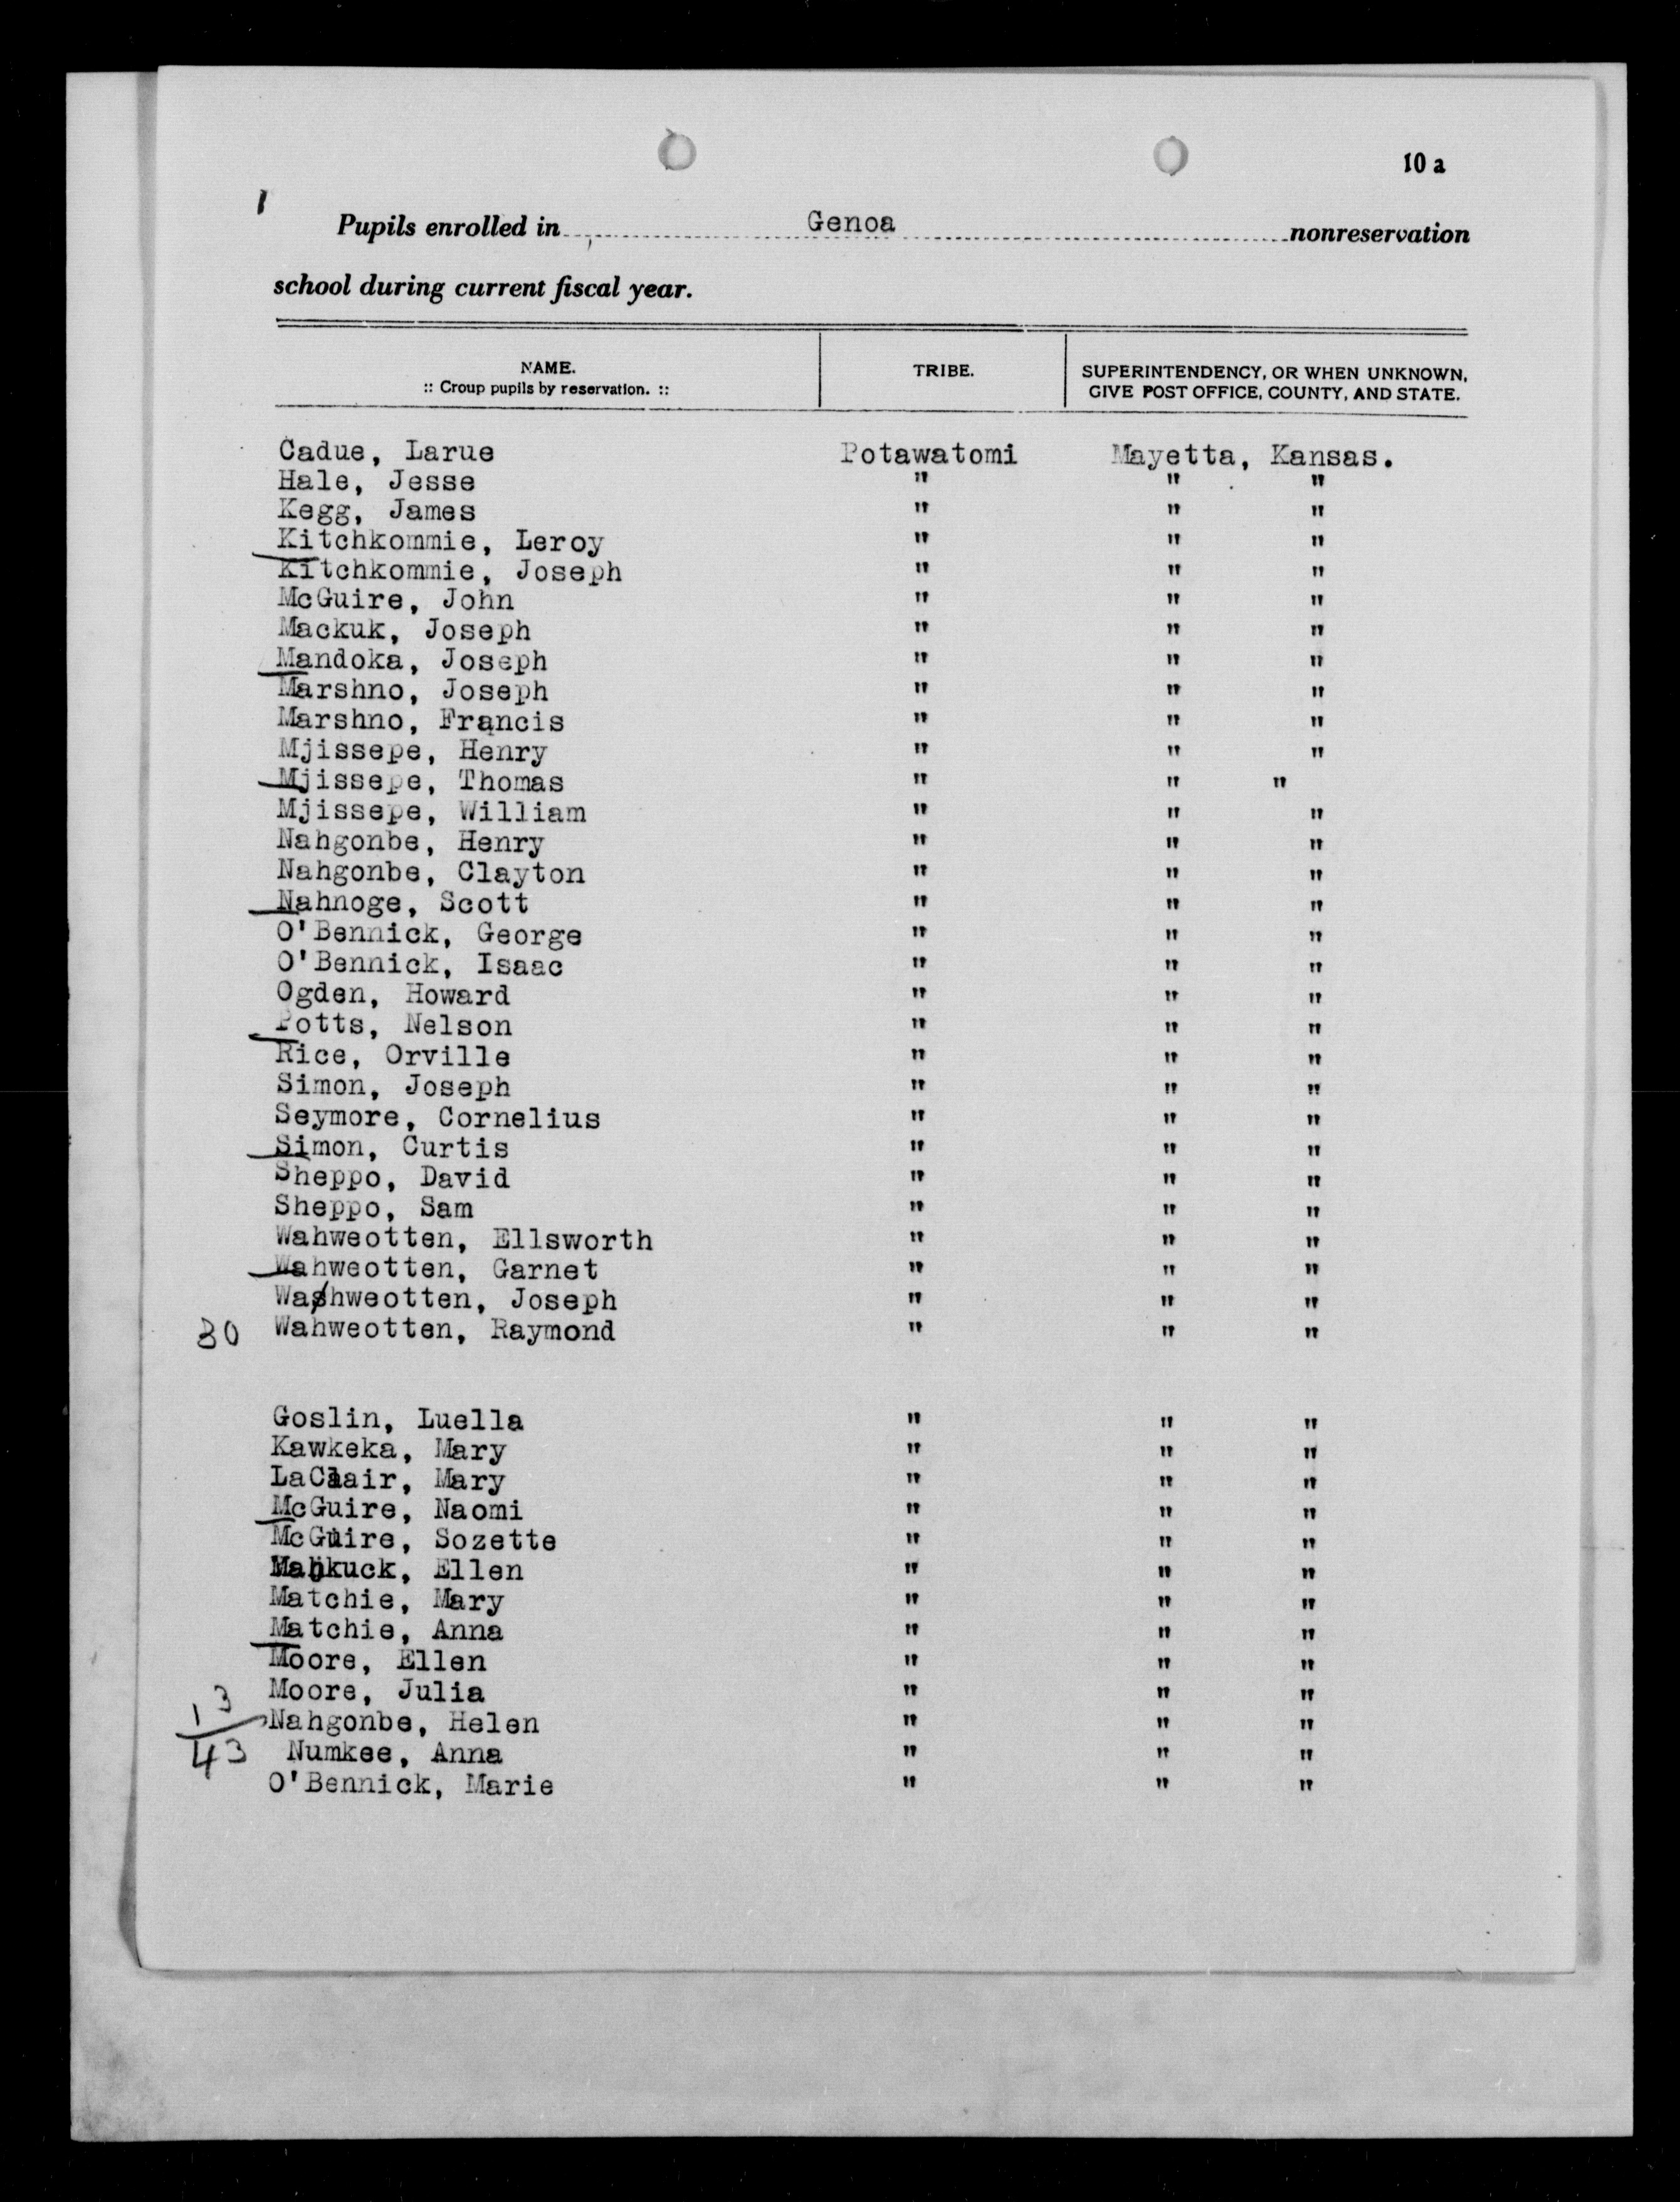 10 a
1
Pupils enrolled in Genoa nonreservation
school during current fiscal year.
NAME. TRIBE. SUPERINTENDENCY, OR WHEN UNKNOWN,
:: Croup pupils by reservation. :: GIVE POST OFFICE, COUNTY, AND STATE.
Cadue, Larue Potawatomi Mayetta, Kansas.
Hale, Jesse " " "
Kegg, James " " "
Kitchkommie, Leroy " " "
Kitchkommie, Joseph " " "
McGuire, John " " "
Mackuk, Joseph " " "
Mandoka, Joseph " " "
Marshno, Joseph " " "
Marshno, Francis " " "
Mjissepe, Henry " " "
Mjissepe, Thomas " " "
Mjissepe, William " " "
Nahgonbe, Henry " " "
Nahgonbe, Clayton " " "
Nahnoge, Scott " " "
O'Bennick, George " " "
O'Bennick, Isaac " " "
Ogden, Howard " " "
Potts, Nelson " " "
Rice, Orville " " "
Simon, Joseph " " "
Seymore, Cornelius " " "
Simon, Curtis " " "
Sheppo, David " " "
Sheppo, Sam " " "
Wahweotten, Ellsworth " " "
Wahweotten, Garnet " " "
Washweotten, Joseph " " "
30 Wahweotten, Raymond " " "
Goslin, Luella " " "
Kawkeka, Mary " " "
LaClair, Mary " " "
McGuire, Naomi " " "
McGuire, Sozette " " "
Ellen " " "
Matchie, Mary " " "
Matchie, Anna " " "
Moore, Ellen " " "
13 Moore, Julia " " "
Nahgonbe, Helen " " "
43 Numkee, Anna " " "
O'Bennick, Marie " " "